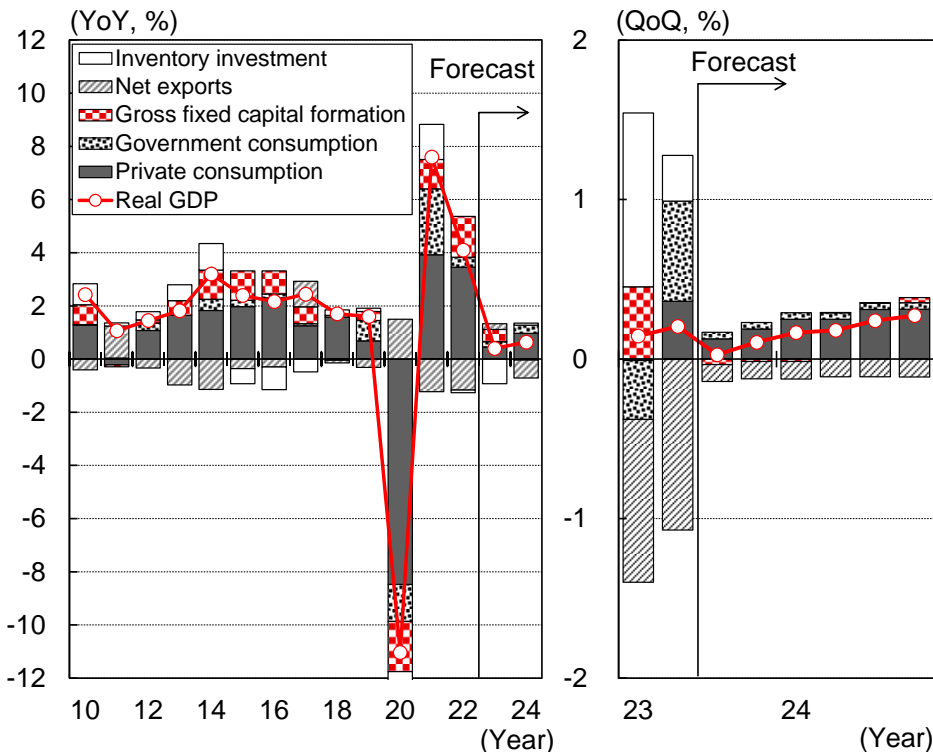 (YoY, %)
(QoQ, %)
12
10
8
6
4
2
0
-2
-4
-6
-8
-10
-12
Inventory investment
Net exports
Gross fixed capital formation
Government consumption
Private consumption
Real GDP
Forecast
10 12 14 16 18 20 22 24
(Year)
2
1
0
-1
-2
Forecast
23 24
(Year)